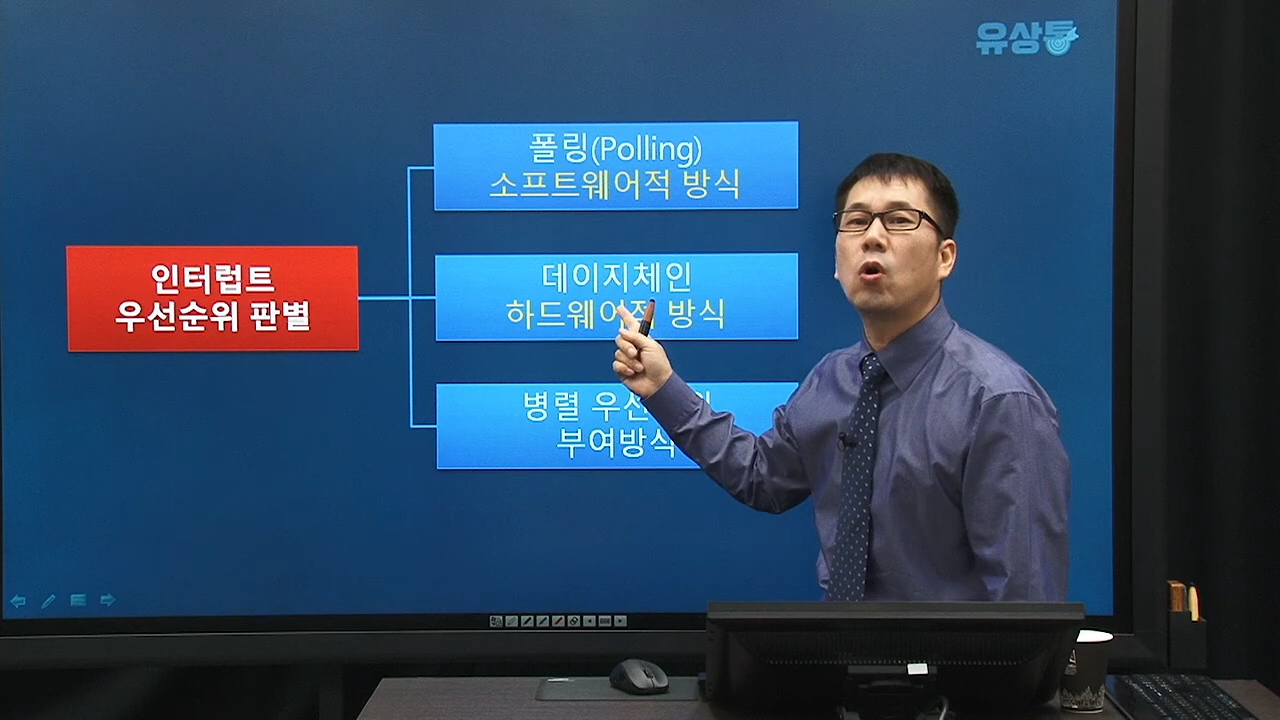 유상통
인터럽트
우선순위 판별
폴링(Polling)
소프트웨어적 방식
데이지체인
하드웨어적 방식
병렬
부여방식